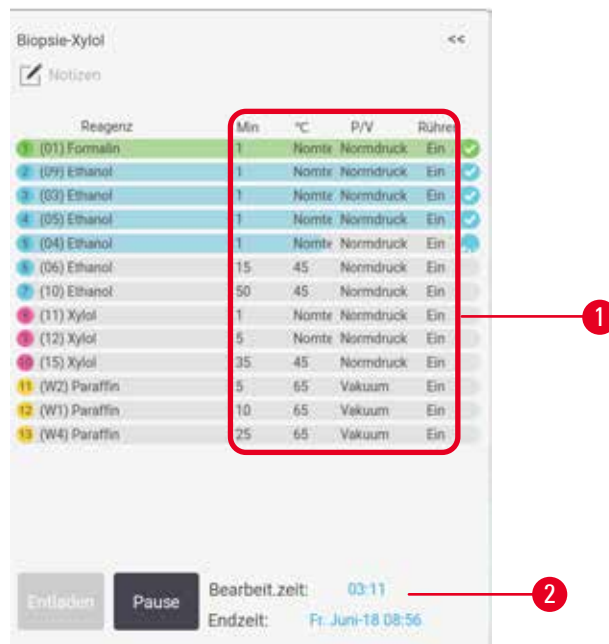 Biopsie-Xylol <<
Notizen
Reagenz Min °C P/V Rühren
1 (01) Formalin 1 Nomte Normdruck Ein
2 (09) Ethanol 1 Nomte Normdruck Ein
3 (03) Ethanol 1 Nomte Normdruck Ein
4 (05) Ethanol 1 Nomte Normdruck Ein
5 (04) Ethanol 1 Nomte Normdruck Ein
6 (06) Ethanol 15 45 Normdruck Ein
7 (10) Ethanol 50 45 Normdruck Ein
8 (11) Xylol 1 Nomte Normdruck Ein
9 (12) Xylol 5 Nomte Normdruck Ein
10 (15) Xylol 35 45 Normdruck Ein
11 (W2) Paraffin 5 65 Vakuum Ein
12 (W1) Paraffin 10 65 Vakuum Ein
13 (W4) Paraffin 25 65 Vakuum Ein
1
Entladen Pause Bearbeit.zeit: 03:11 2
Endzeit: Fr. Juni-18 08:56